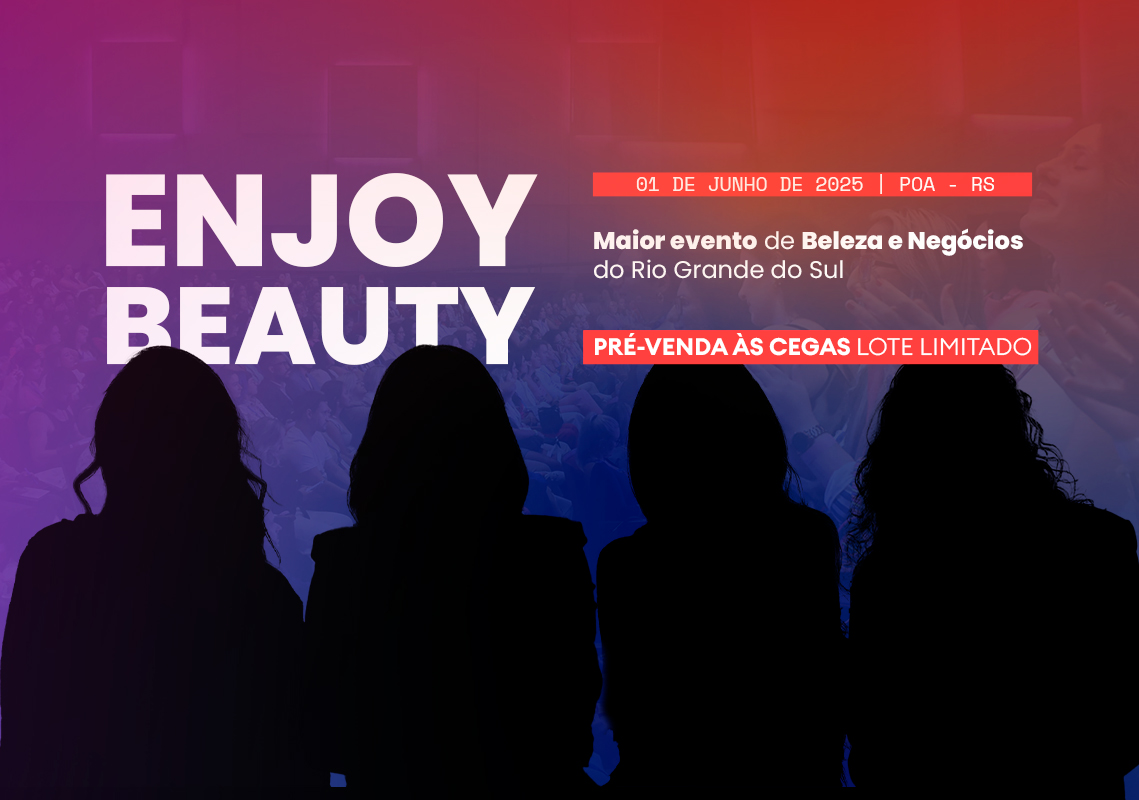 ENJOY
BEAUTY
01 DE JUNHO DE 2025 | POA - RS
Maior evento de Beleza e Negócios
do Rio Grande do Sul
PRÉ-VENDA ÀS CEGAS LOTE LIMITADO